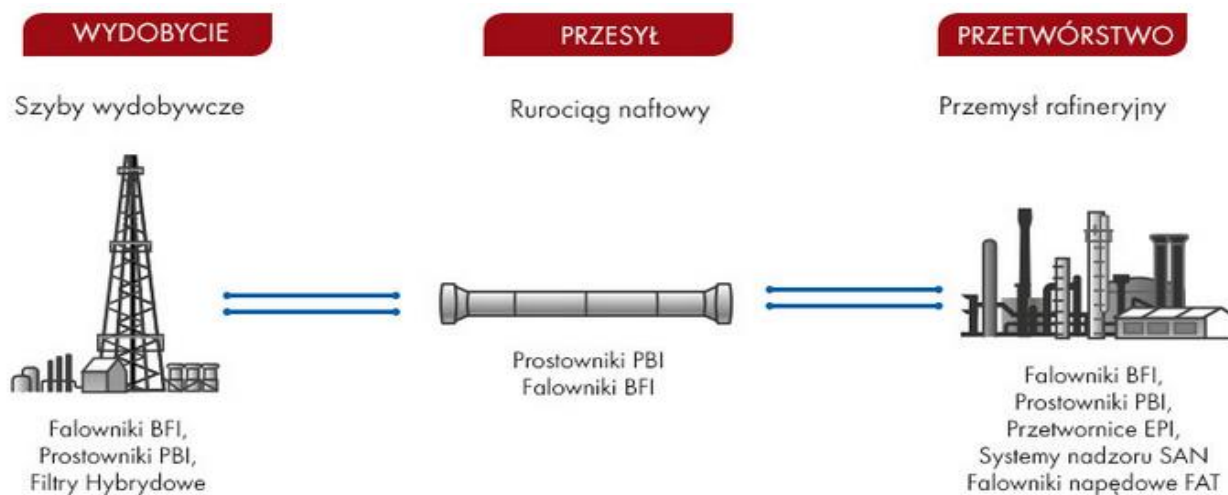 WYDOBYCIE
Szyby wydobywcze
Falowniki BFI,
Prostowniki PBI,
Filtry Hybrydowe
PRZESYŁ
Rurociąg naftowy
Prostowniki PBI
Falowniki BFI
PRZETWÓRSTWO
Przemysł rafineryjny
Falowniki BFI,
Prostowniki PBI,
Przetwornice EPI,
Systemy nadzoru SAN
Falowniki napędowe FAT